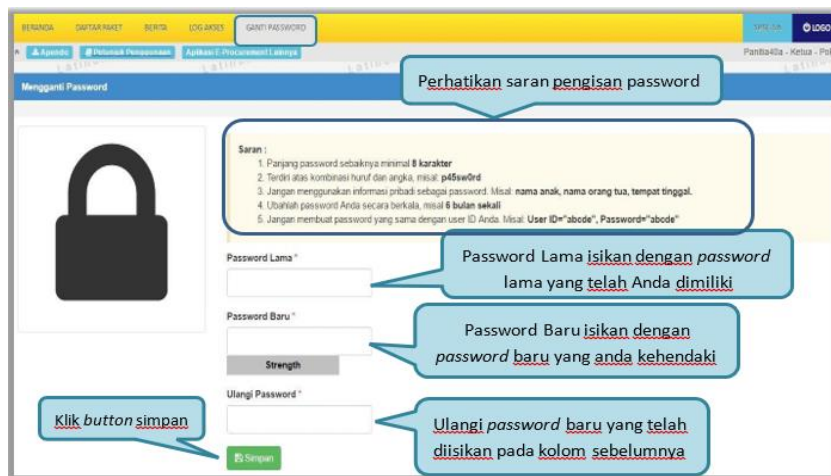 BERANDA DAFTAR PAKET BERITA LOG AKSES GANTI PASSWORD
Apendo Petunjuk Penggunaan Aplikasi E-Procurement Lainnya
Panitia40a - Ketua -
Perhatikan saran pengisan password
Mengganti Password
Saran :
1. Panjang password sebaiknya minimal 8 karakter
2. Terdiri atas kombinasi huruf dan angka, misal: p45sw0rd
3. Jangan menggunakan informasi pribadi sebagai password. Misal: nama anak, nama orang tua, tempat tinggal.
4. Ubahlah password Anda secara berkala, misal 6 bulan sekali
5. Jangan membuat password yang sama dengan user ID Anda. Misal: User ID="abcde", Password="abcde"
Password Lama *
Password Lama isikan dengan password
lama yang telah Anda dimiliki
Password Baru *
Password Baru isikan dengan
password baru yang anda kehendaki
Strength
Ulangi Password *
Ulangi password baru yang telah
diisikan pada kolom sebelumnya
Klik button simpan
Simpan